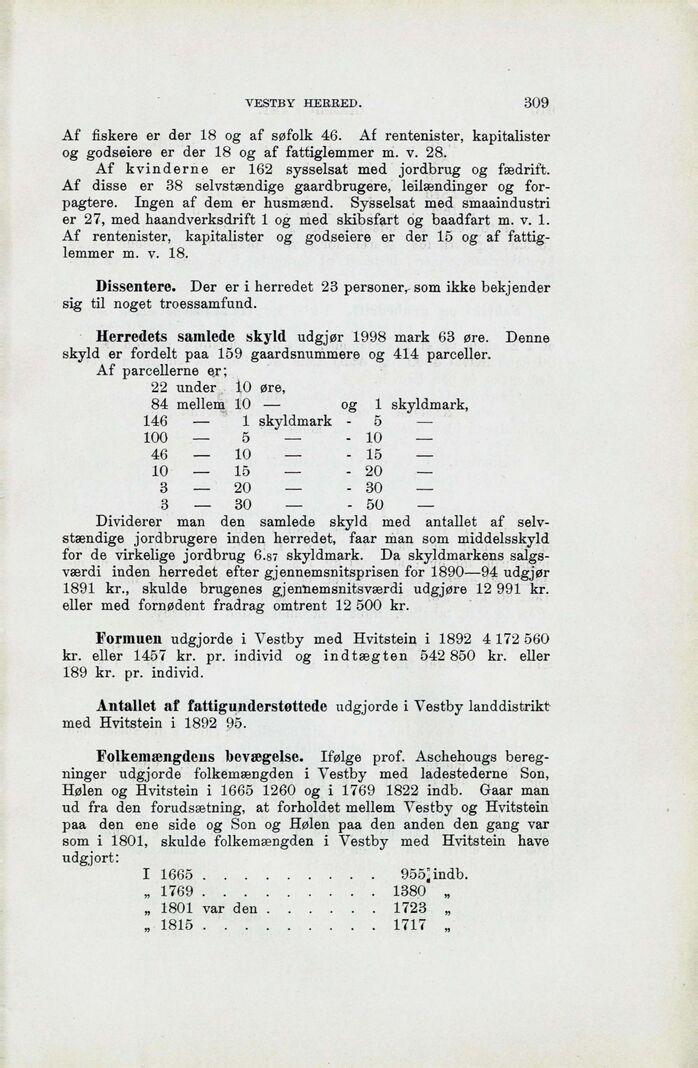 VESTBY HERRED. 309
Af fiskere er der 18 og af søfolk 46. Af rentenister, kapitalister
og godseiere er der 18 og af fattiglemmer m. v. 28.
Af kvinderne er 162 sysselsat med jordbrug og fædrift.
Af disse er 38 selvstændige gaardbrugere, leilændinger og for-
pagtere. Ingen af dem er husmænd. Sysselsat med smaaindustri
er 27, med haandverksdrift 1 og med skibsfart og baadfart m. v. 1.
Af rentenister, kapitalister og godseiere er der 15 og af fattig-
lemmer m. v. 18.
Dissentere. Der er i herredet 23 personer, som ikke bekjender
sig til noget troessamfund.
Herredets samlede skyld udgjør 1998 mark 63 øre. Denne
skyld er fordelt paa 159 gaardsnummere og 414 parceller.
Af parcellerne er;
22 under 10 øre,
84 mellem 10 — og 1 skyldmark,
146 — 1 skyldmark - 5 —
100 — 5 — - 10 —
46 — 10 — - 15 —
10 — 15 — - 20 —
3 — 20 — - 30 —
3 — 30 — - 50 —
Dividerer man den samlede skyld med antallet af selv-
stændige jordbrugere inden herredet, faar man som middelsskyld
for de virkelige jordbrug 6.87 skyldmark. Da skyldmarkens salgs-
værdi inden herredet efter gjennemsnitsprisen for 1890—94 udgjør
1891 kr., skulde brugenes gjennemsnitsværdi udgjøre 12 991 kr.
eller med fornødent fradrag omtrent 12 500 kr.
Formuen udgjorde i Vestby med Hvitstein i 1892 4 172 560
kr. eller 1457 kr. pr. individ og indtægten 542 850 kr. eller
189 kr. pr. individ.
Antallet af fattigunderstøttede udgjorde i Vestby landdistrikt
med Hvitstein i 1892 95.
Folkemængdens bevægelse. Ifølge prof. Aschehougs bereg-
ninger udgjorde folkemængden i Vestby med ladestederne Son,
Hølen og Hvitstein i 1665 1260 og i 1769 1822 indb. Gaar man
ud fra den forudsætning, at forholdet mellem Vestby og Hvitstein
paa den ene side og Son og Hølen paa den anden den gang var
som i 1801, skulde folkemængden i Vestby med Hvitstein have
udgjort:
I 1665 . . . . . . . . . 955 indb.
„ 1769 . . . . . . . . . 1380 „
„ 1801 var den . . . . . . 1723 „
„ 1815 . . . . . . . . . 1717 „